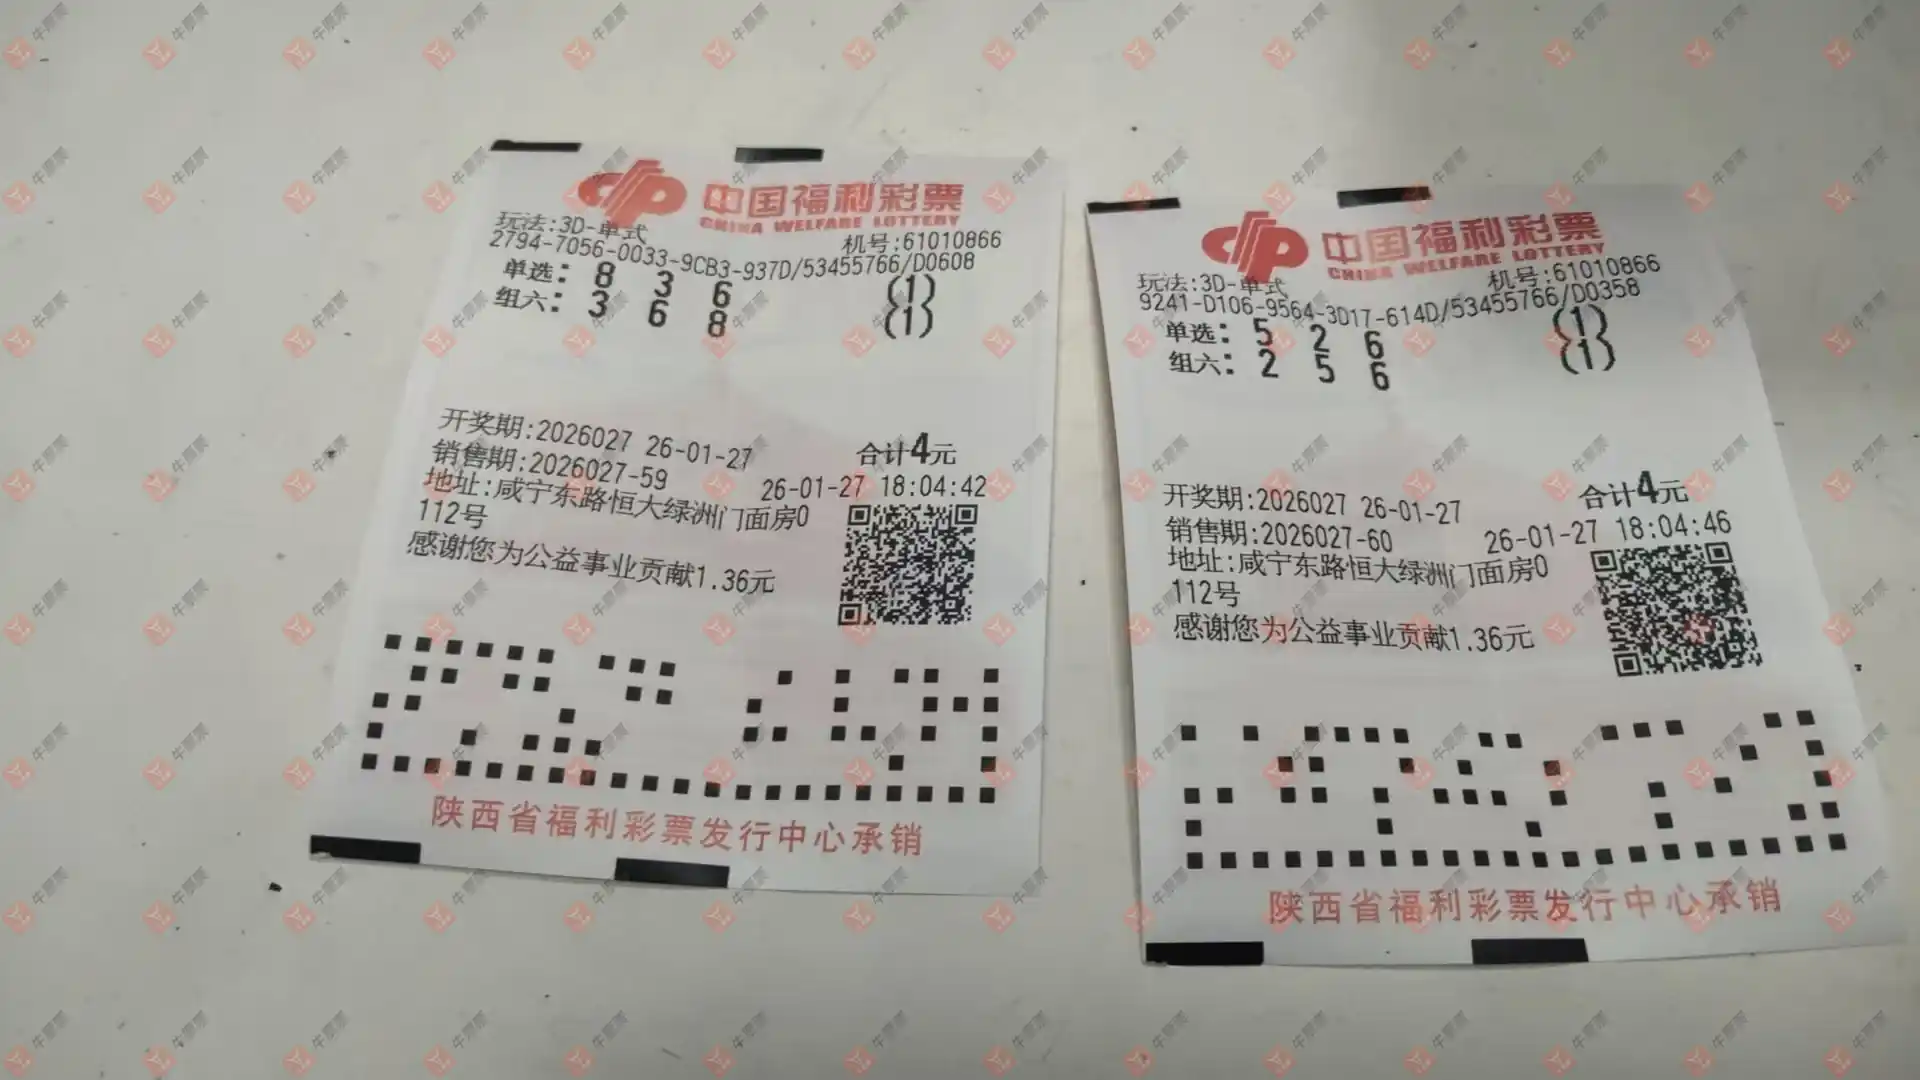 中国福利彩票
CHINA WELFARE LOTTERY
玩法:3D-单式
机号:61010866
2794-7056-0033-9CB3-937D/53455766/D0608
单选: 8 3 6 (1)
组六: 3 6 8 (1)
开奖期:2026027 26-01-27
合计4元
销售期:2026027-59
26-01-27 18:04:42
地址:咸宁东路恒大绿洲门面房0
112号
感谢您为公益事业贡献1.36元
陕西省福利彩票发行中心承销
中国福利彩票
CHINA WELFARE LOTTERY
玩法:3D-单式
机号:61010866
9241-D106-9564-3D17-614D/53455766/D0358
单选: 5 2 6 (1)
组六: 2 5 6 (1)
开奖期:2026027 26-01-27
合计4元
销售期:2026027-60
26-01-27 18:04:46
地址:咸宁东路恒大绿洲门面房0
112号
感谢您为公益事业贡献1.36元
陕西省福利彩票发行中心承销